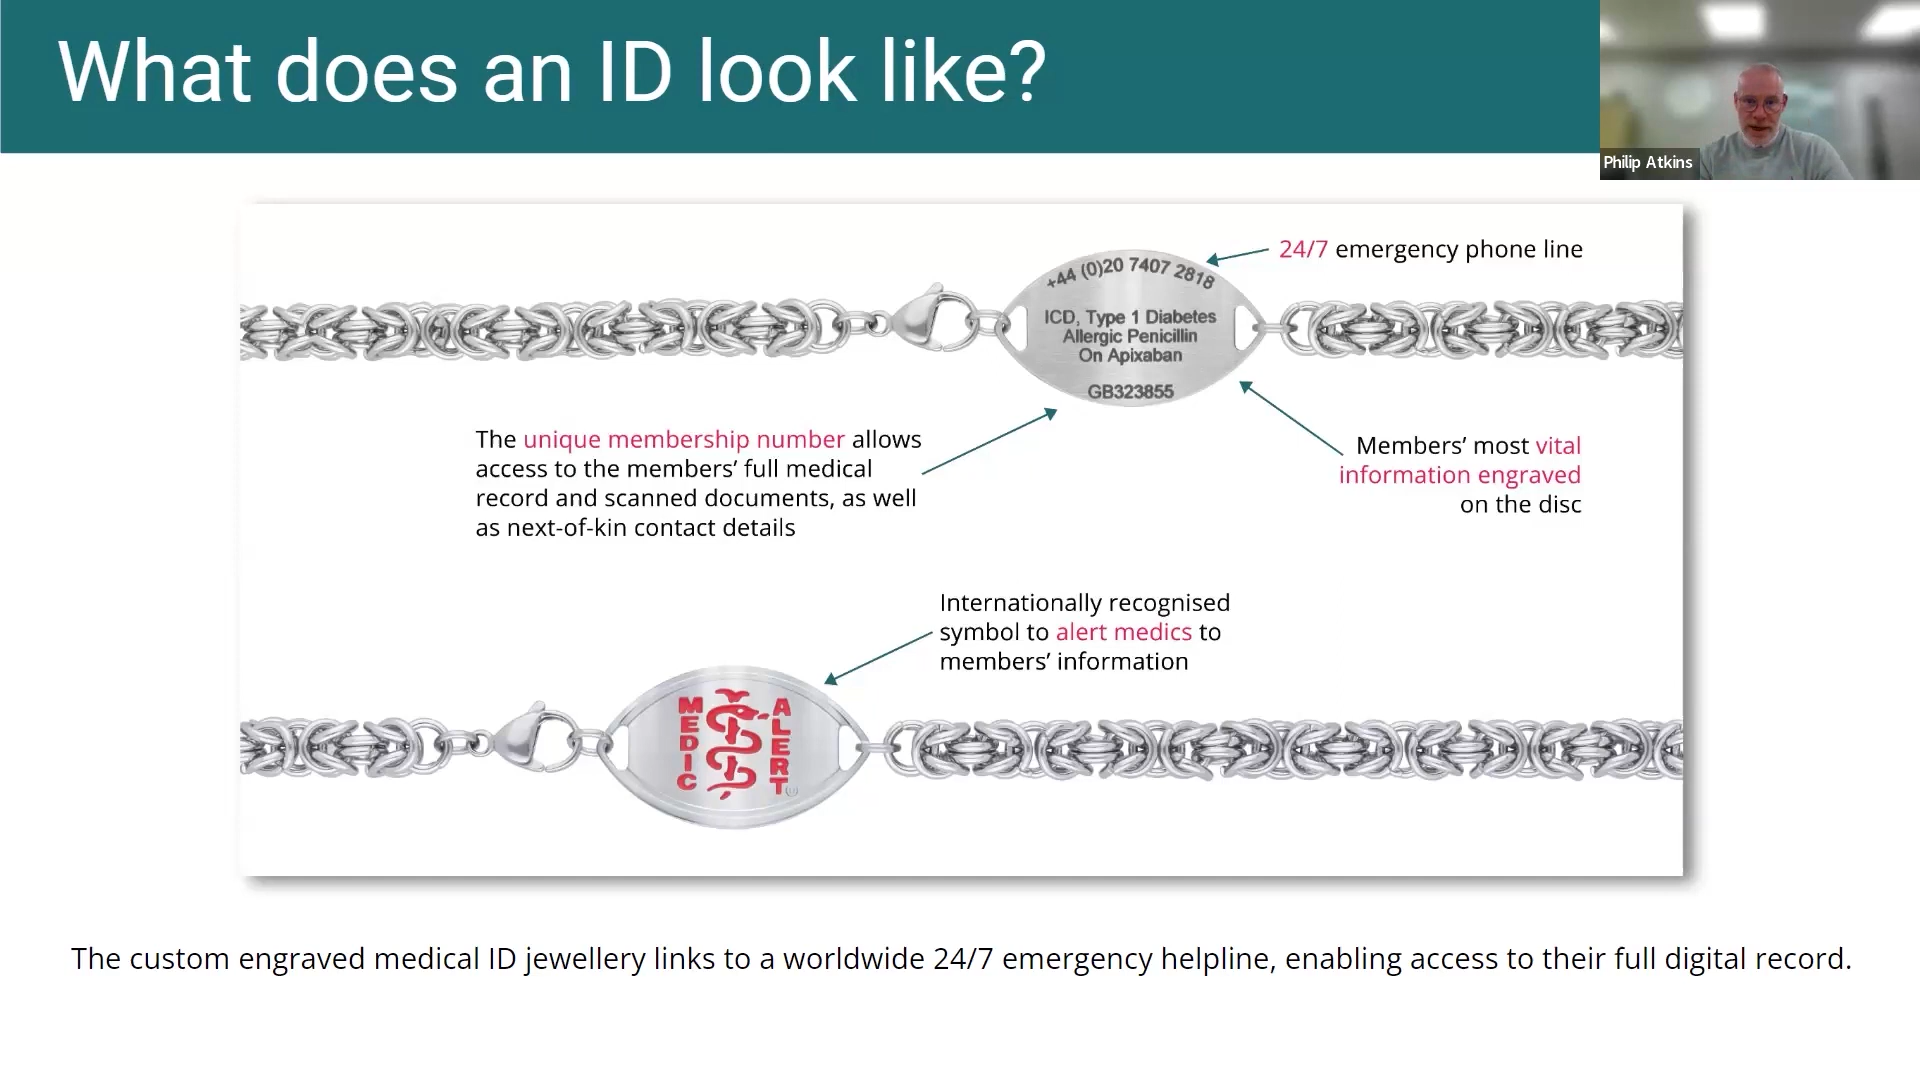 What does an ID look like?
Philip Atkins
24/7 emergency phone line
+44 (0)20 7407 2818
ICD, Type 1 Diabetes
Allergic Penicillin
On Apixaban
GB323855
The unique membership number allows
access to the members’ full medical
record and scanned documents, as well
as next-of-kin contact details
Members’ most vital
information engraved
on the disc
Internationally recognised
symbol to alert medics to
members’ information
MEDIC
ALERT
The custom engraved medical ID jewellery links to a worldwide 24/7 emergency helpline, enabling access to their full digital record.